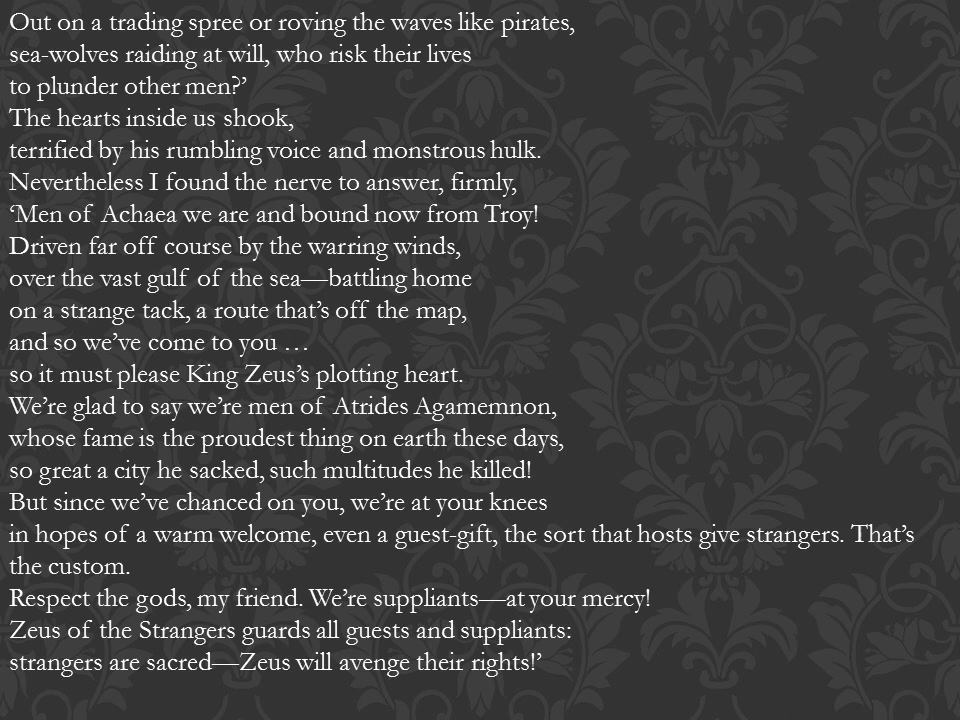 Out on a trading spree or roving the waves like pirates,
sea-wolves raiding at will, who risk their lives
to plunder other men?’
The hearts inside us shook,
terrified by his rumbling voice and monstrous hulk.
Nevertheless I found the nerve to answer, firmly,
‘Men of Achaea we are and bound now from Troy!
Driven far off course by the warring winds,
over the vast gulf of the sea—battling home
on a strange tack, a route that’s off the map,
and so we’ve come to you …
so it must please King Zeus’s plotting heart.
We’re glad to say we’re men of Atrides Agamemnon,
whose fame is the proudest thing on earth these days,
so great a city he sacked, such multitudes he killed!
But since we’ve chanced on you, we’re at your knees
in hopes of a warm welcome, even a guest-gift, the sort that hosts give strangers. That’s
the custom.
Respect the gods, my friend. We’re suppliants—at your mercy!
Zeus of the Strangers guards all guests and suppliants:
strangers are sacred—Zeus will avenge their rights!’